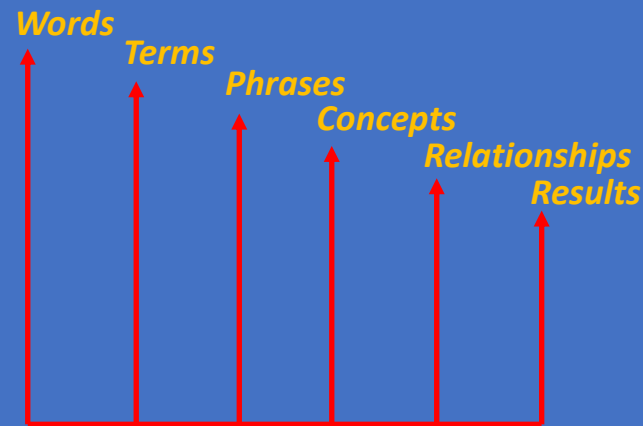 Words
Terms
Phrases
Concepts
Relationships
Results